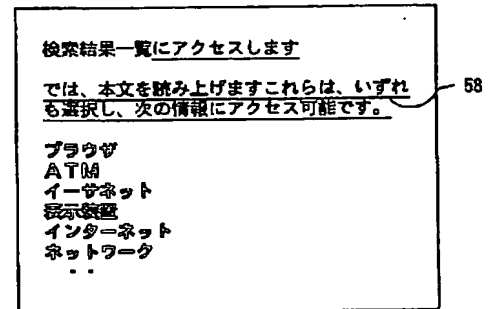 検索結果一覧にアクセスします
では、本文を読み上げますこれらは、いずれ
も選択し、次の情報にアクセス可能です。
58
ブラウザ
ATM
イーサネット
表示装置
インターネット
ネットワーク
・・